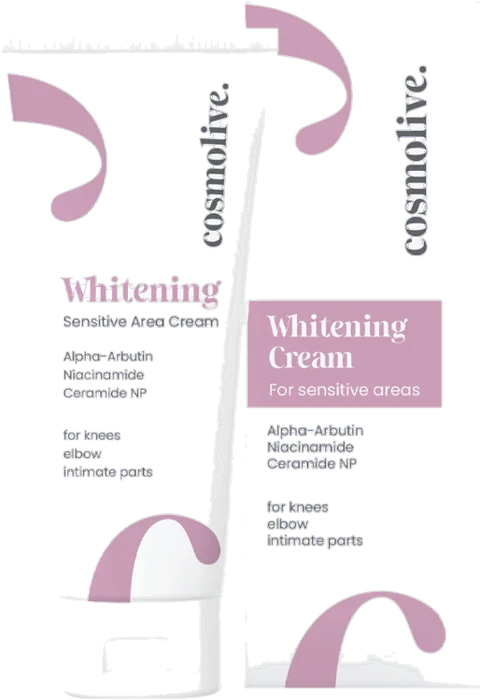 cosmolive.
Whitening
Sensitive Area Cream
Alpha-Arbutin
Niacinamide
Ceramide NP
for knees
elbow
intimate parts
cosmolive.
Whitening
Cream
For sensitive areas
Alpha-Arbutin
Niacinamide
Ceramide NP
for knees
elbow
intimate parts